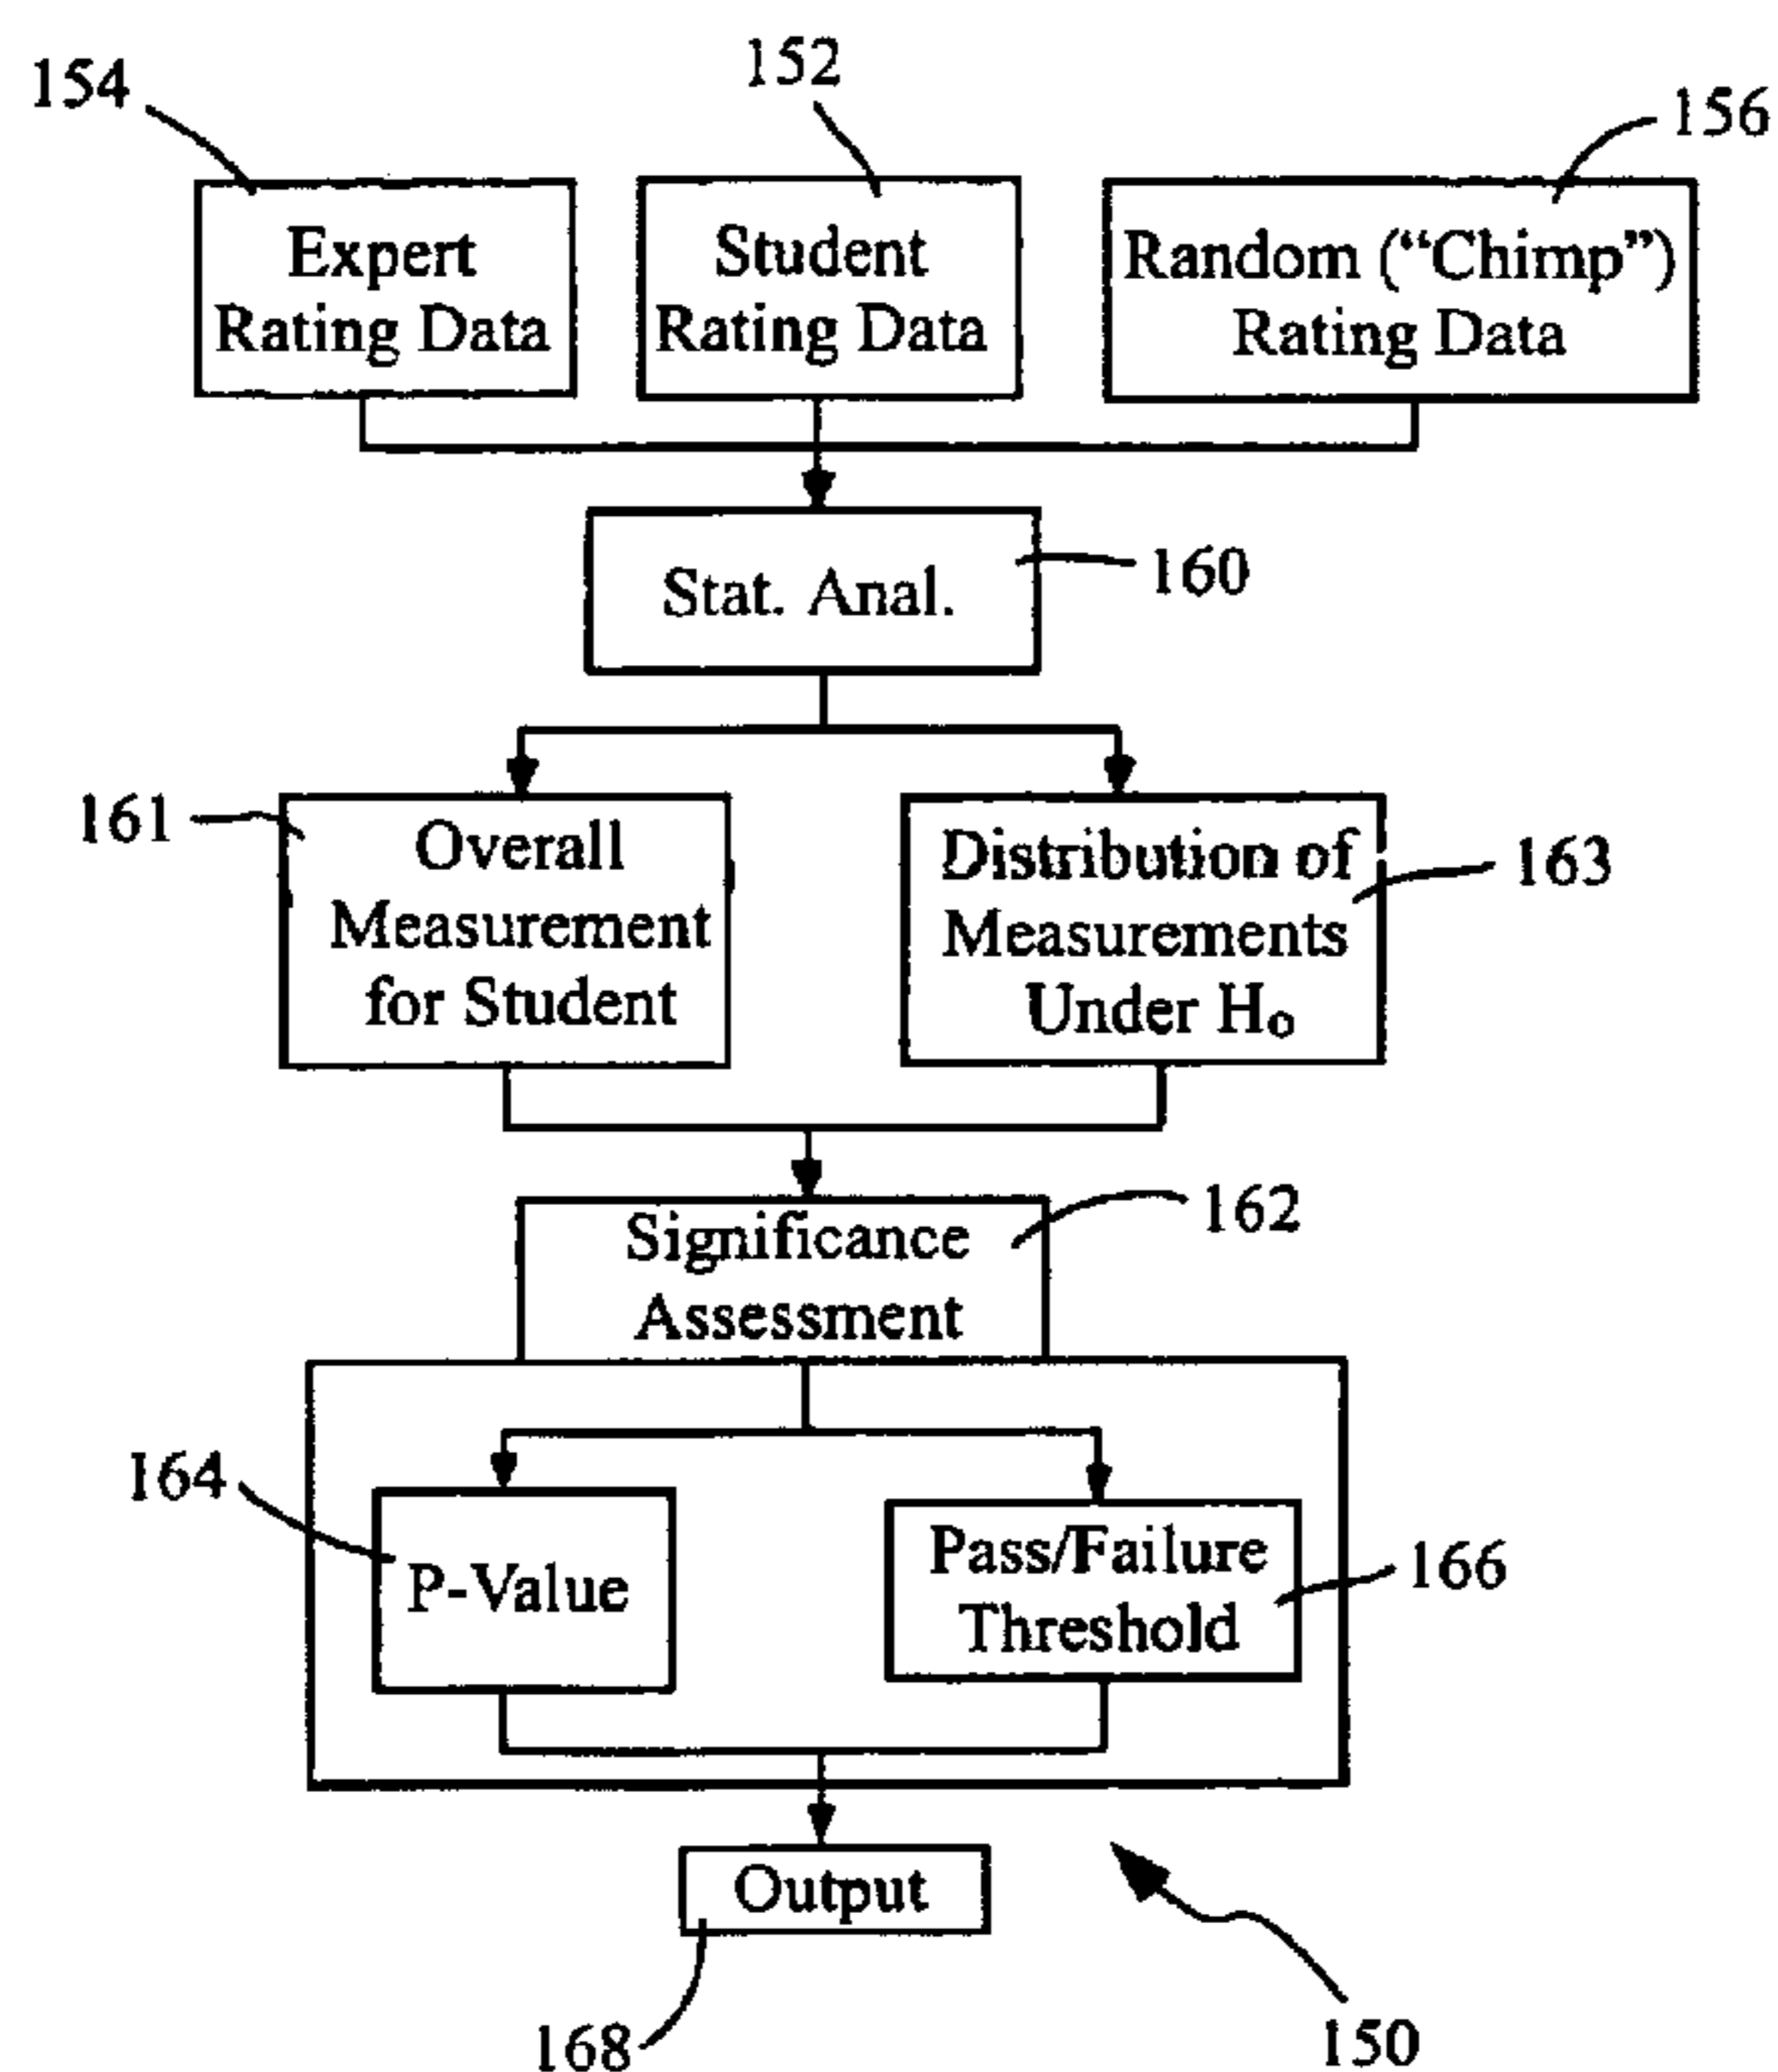 154
152
156
Expert
Rating Data
Student
Rating Data
Random (“Chimp”)
Rating Data
Stat. Anal.
160
161
Overall
Measurement
for Student
Distribution of
Measurements
Under Ho
163
Significance
Assessment
162
164
P-Value
Pass/Failure
Threshold
166
Output
168
150